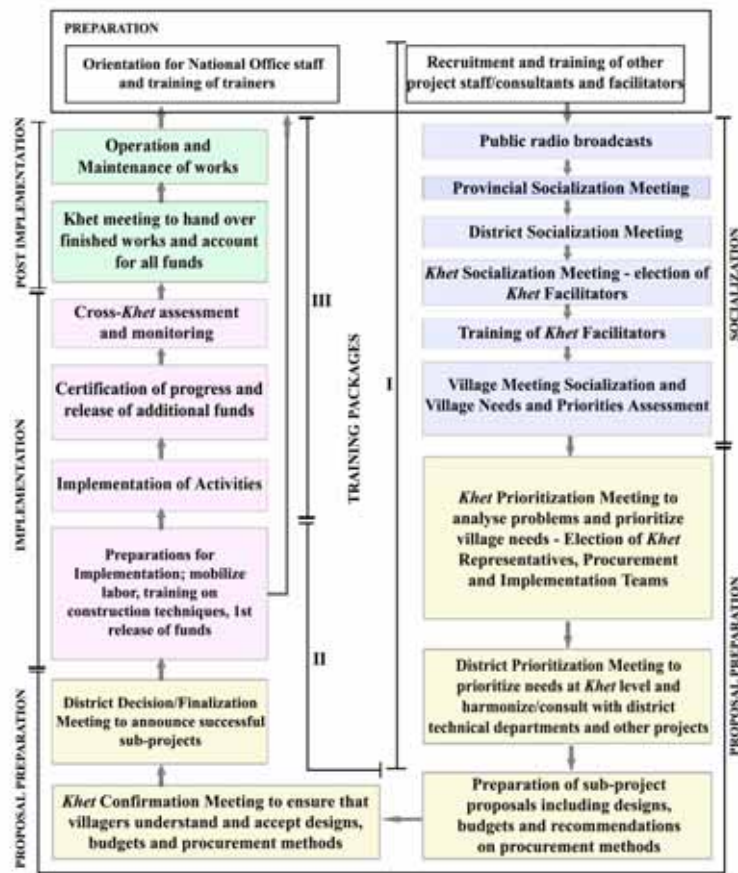 PREPARATION
Orientation for National Office staff
and training of trainers
Recruitment and training of other
project staff/consultants and facilitators
Public radio broadcasts
Provincial Socialization Meeting
District Socialization Meeting
Khet Socialization Meeting - election of
Khet Facilitators
Training of Khet Facilitators
Village Meeting Socialization and
Village Needs and Priorities Assessment
SOCIALIZATION
Khet Prioritization Meeting to
analyse problems and prioritize
village needs - Election of Khet
Representatives, Procurement
and Implementation Teams
District Prioritization Meeting to
prioritize needs at Khet level and
harmonize/consult with district
technical departments and other projects
Preparation of sub-project
proposals including designs,
budgets and recommendations
on procurement methods
PROPOSAL PREPARATION
Khet Confirmation Meeting to ensure that
villagers understand and accept designs,
budgets and procurement methods
District Decision/Finalization
Meeting to announce successful
sub-projects
PROPOSAL PREPARATION
Preparations for
Implementation; mobilize
labor, training on
construction techniques, 1st
release of funds
Implementation of Activities
Certification of progress and
release of additional funds
Cross-Khet assessment
and monitoring
IMPLEMENTATION
Khet meeting to hand over
finished works and account
for all funds
Operation and
Maintenance of works
POST IMPLEMENTATION
TRAINING PACKAGES
I
II
III